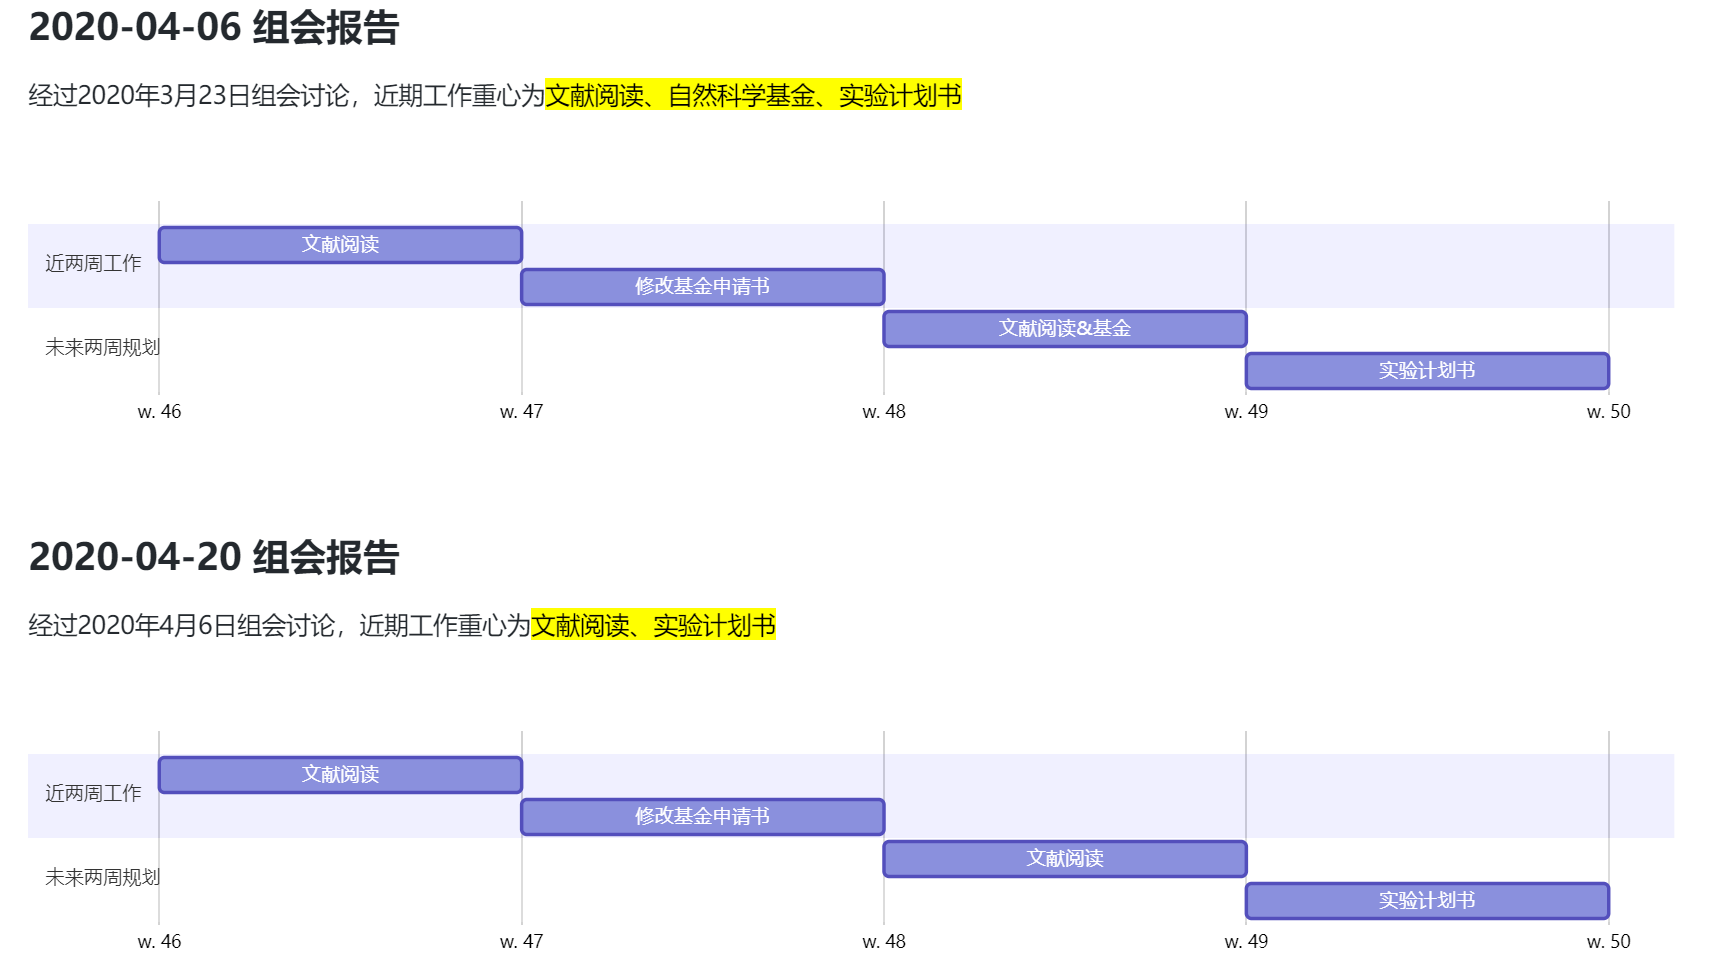 2020-04-06 组会报告
经过2020年3月23日组会讨论，近期工作重心为文献阅读、自然科学基金、实验计划书
文献阅读
近两周工作
修改基金申请书
文献阅读&基金
未来两周规划
实验计划书
w. 46 w. 47 w. 48 w. 49 w. 50
2020-04-20 组会报告
经过2020年4月6日组会讨论，近期工作重心为文献阅读、实验计划书
文献阅读
近两周工作
修改基金申请书
文献阅读
未来两周规划
实验计划书
w. 46 w. 47 w. 48 w. 49 w. 50